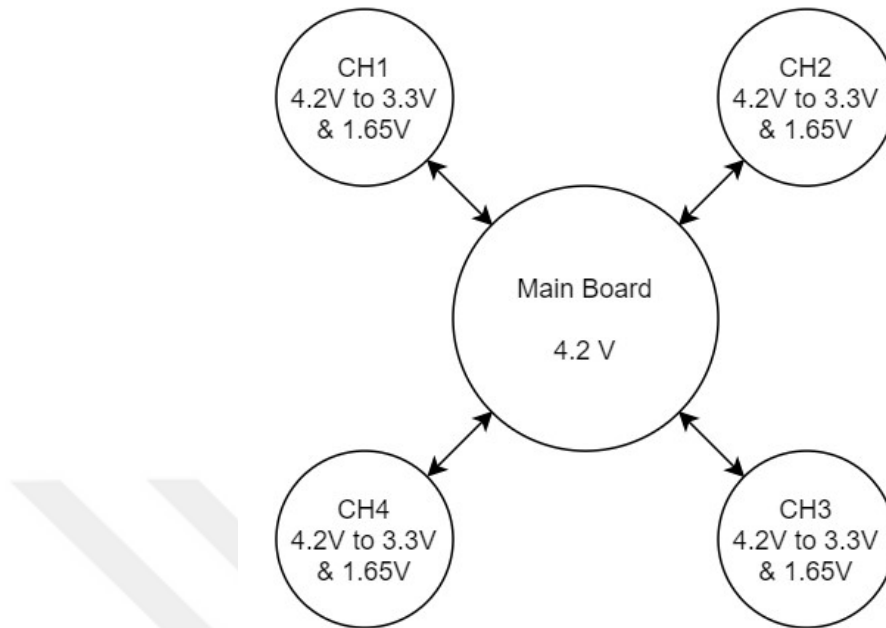 CH1
4.2V to 3.3V
& 1.65V
CH2
4.2V to 3.3V
& 1.65V
Main Board
4.2 V
CH4
4.2V to 3.3V
& 1.65V
CH3
4.2V to 3.3V
& 1.65V